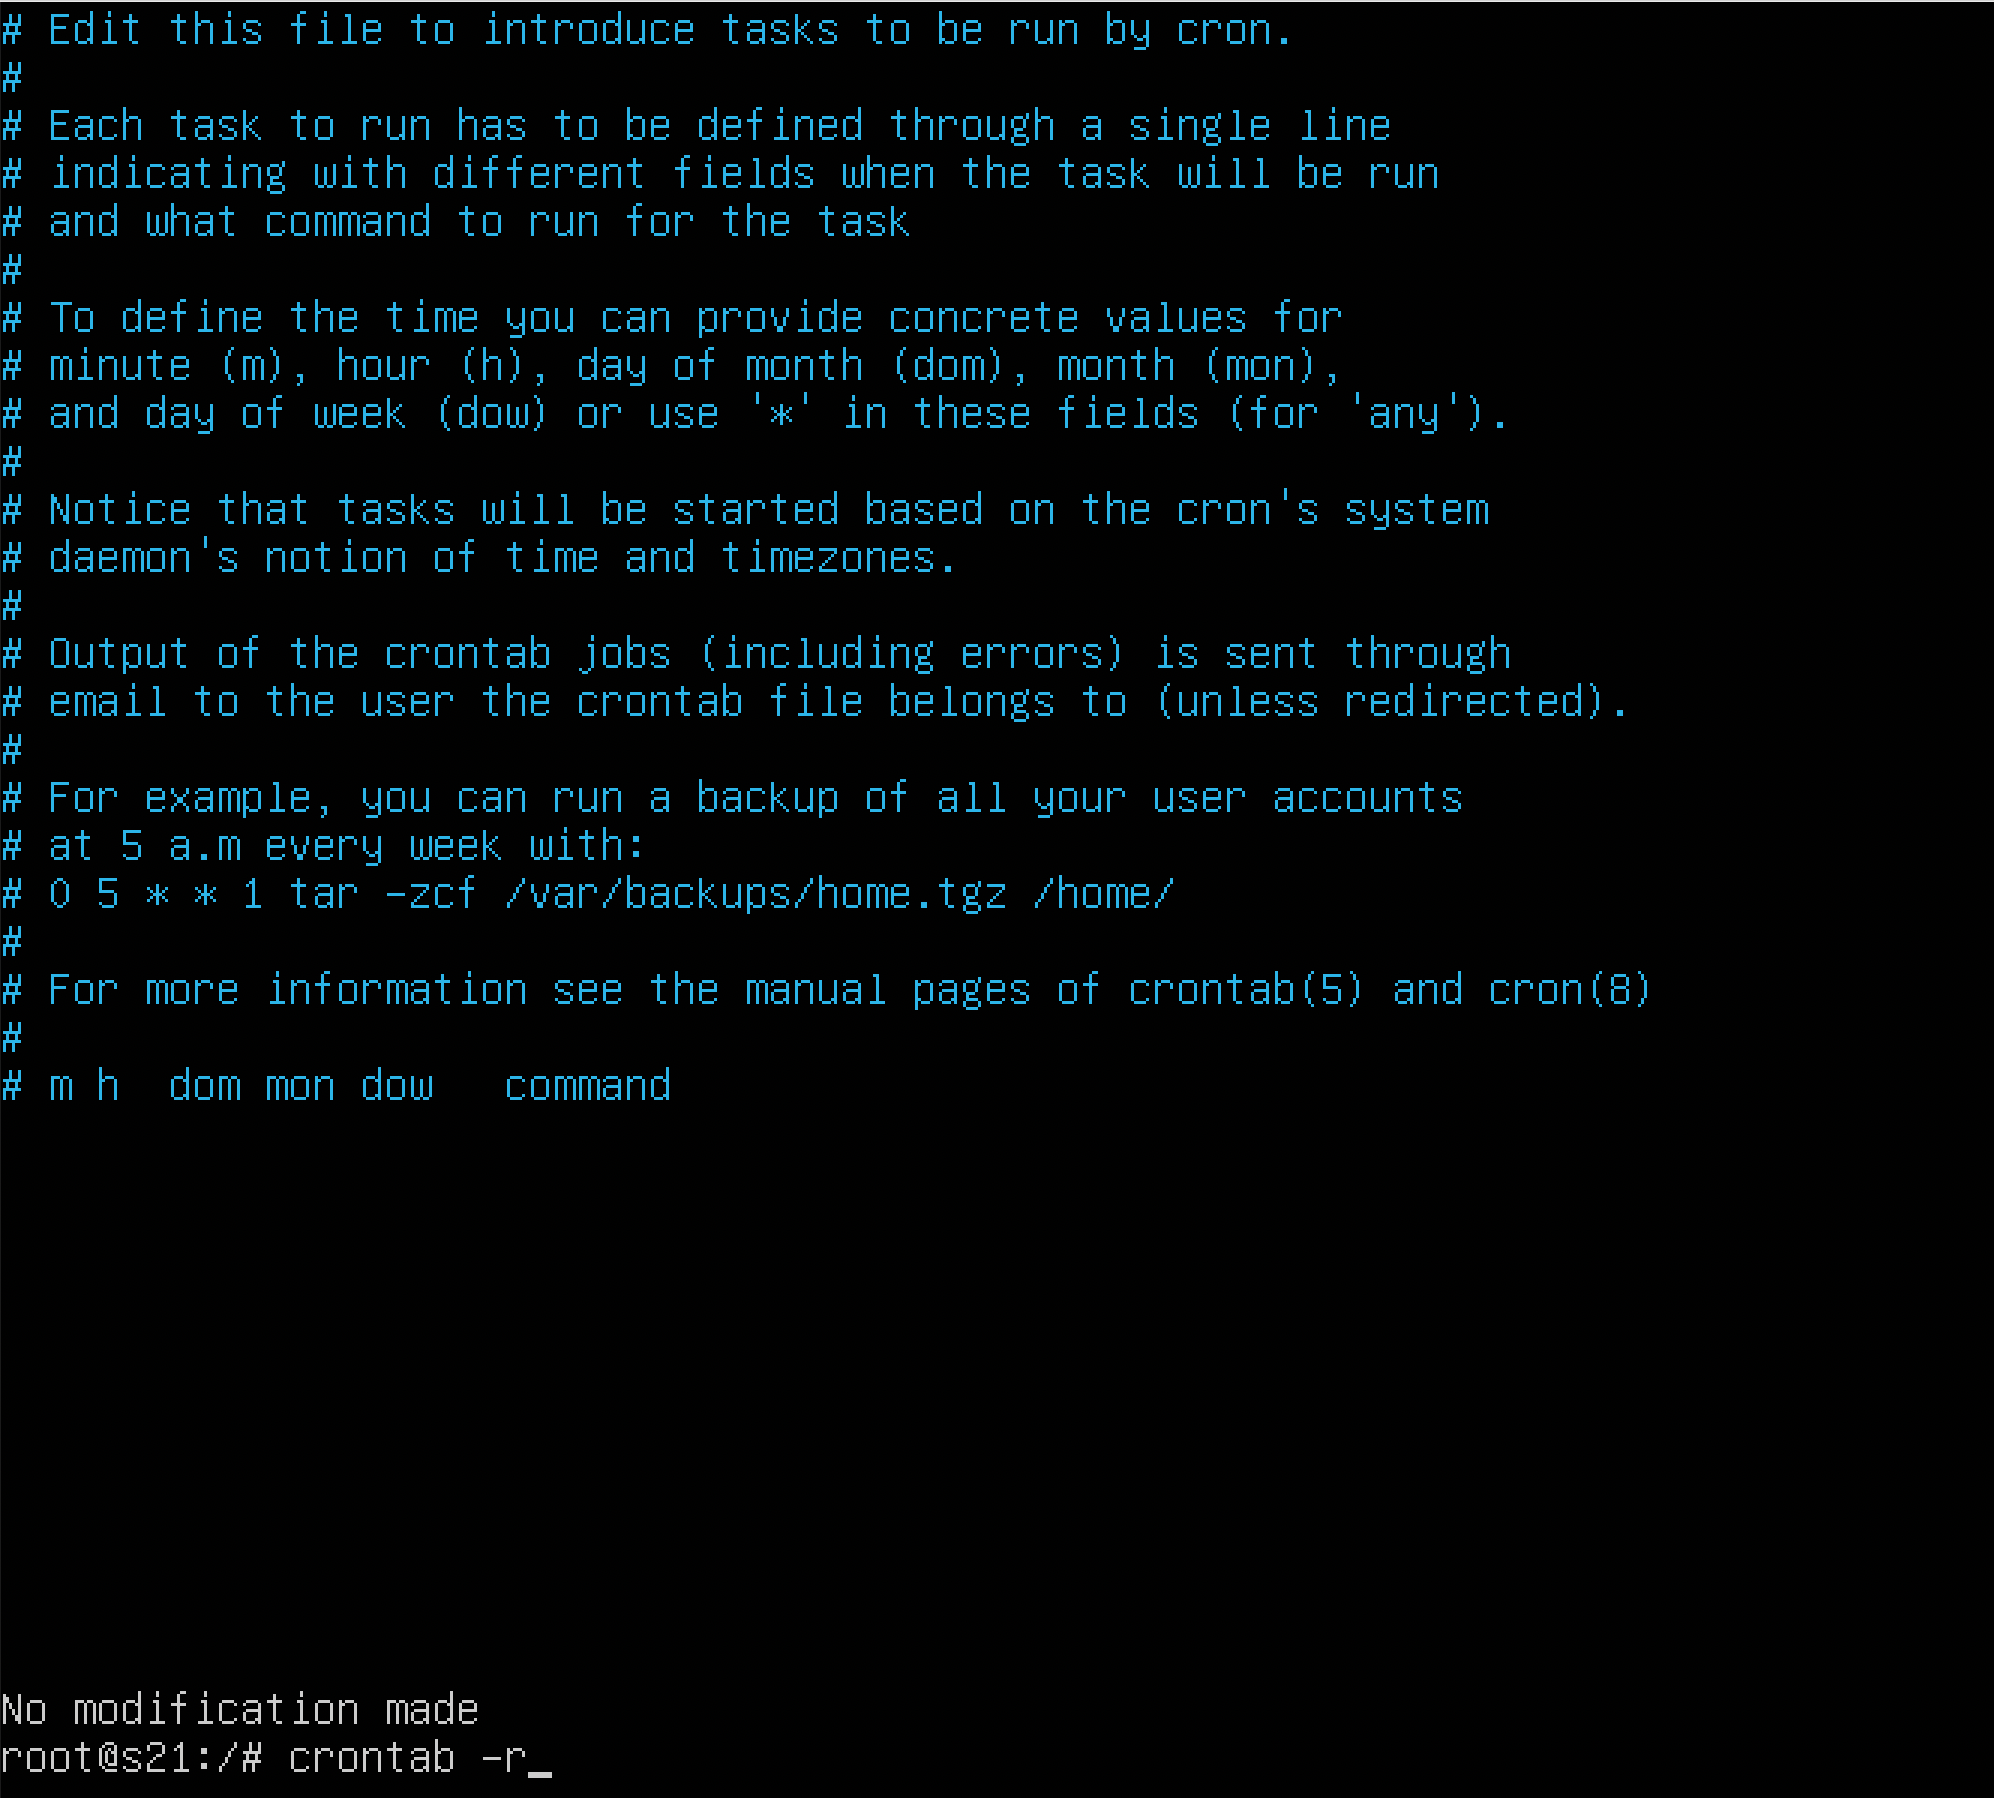 # Edit this file to introduce tasks to be run by cron.
#
# Each task to run has to be defined through a single line
# indicating with different fields when the task will be run
# and what command to run for the task
#
# To define the time you can provide concrete values for
# minute (m), hour (h), day of month (dom), month (mon),
# and day of week (dow) or use '*' in these fields (for 'any').
#
# Notice that tasks will be started based on the cron's system
# daemon's notion of time and timezones.
#
# Output of the crontab jobs (including errors) is sent through
# email to the user the crontab file belongs to (unless redirected).
#
# For example, you can run a backup of all your user accounts
# at 5 a.m every week with:
# 0 5 * * 1 tar -zcf /var/backups/home.tgz /home/
#
# For more information see the manual pages of crontab(5) and cron(8)
#
# m h  dom mon dow   command
No modification made
root@s21:/# crontab -r_